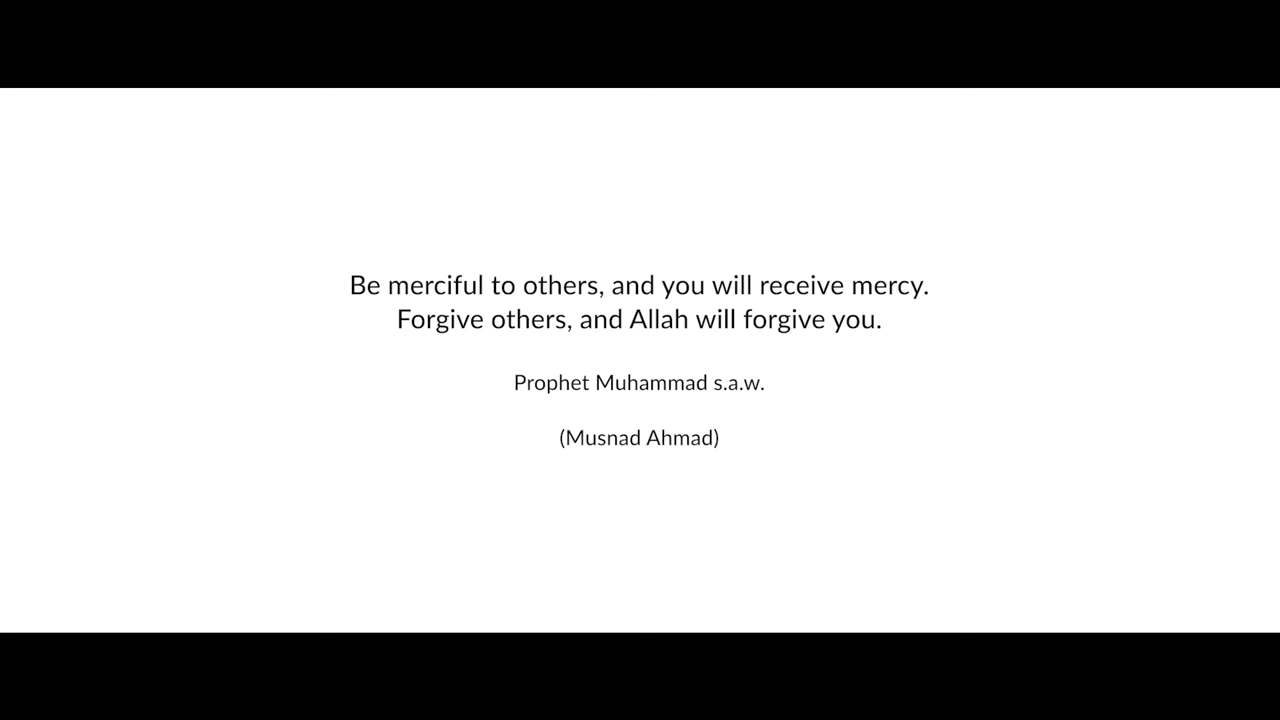 Be merciful to others, and you will receive mercy.
Forgive others, and Allah will forgive you.
Prophet Muhammad s.a.w.
(Musnad Ahmad)